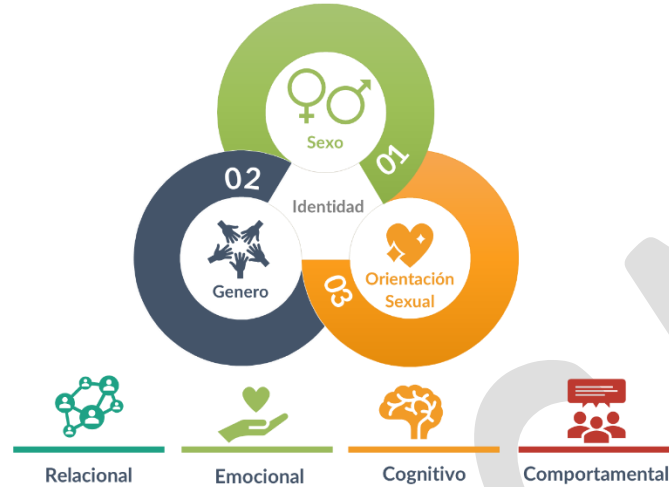 Sexo
01
02
Identidad
Genero
Orientación
Sexual
03
Relacional
Emocional
Cognitivo
Comportamental